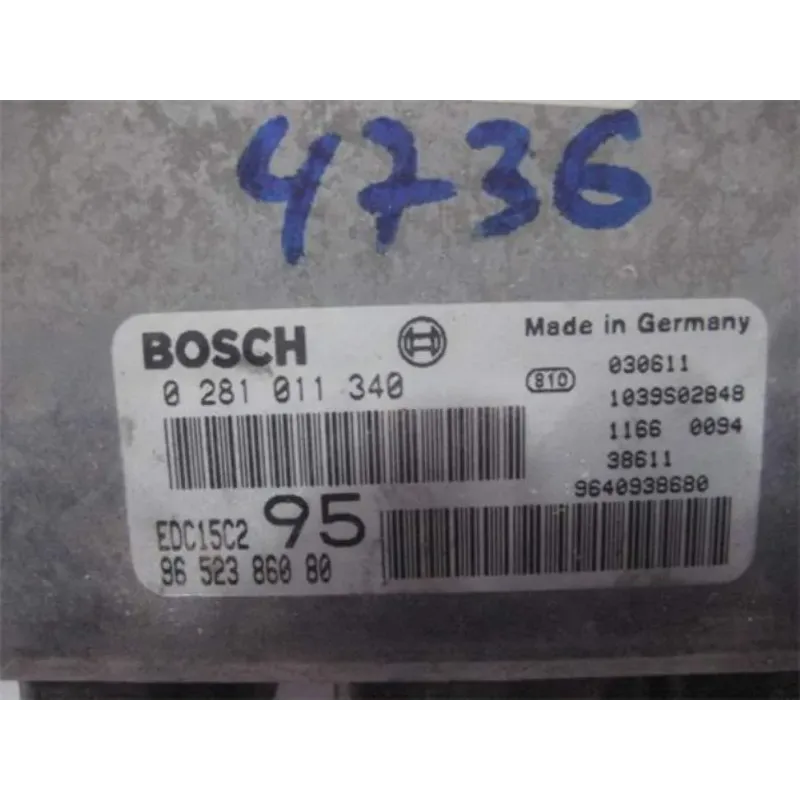 4736
BOSCH
Made in Germany
0 281 011 340
810
030611
1039S02848
1166 0094
38611
9640938680
EDC15C2 95
96 523 860 80